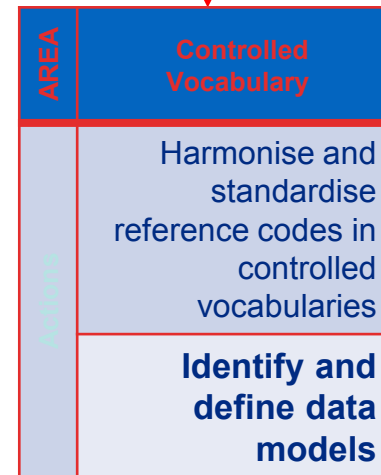 AREA
Controlled
Vocabulary
Actions
Harmonise and
standardise
reference codes in
controlled
vocabularies
Identify and
define data
models